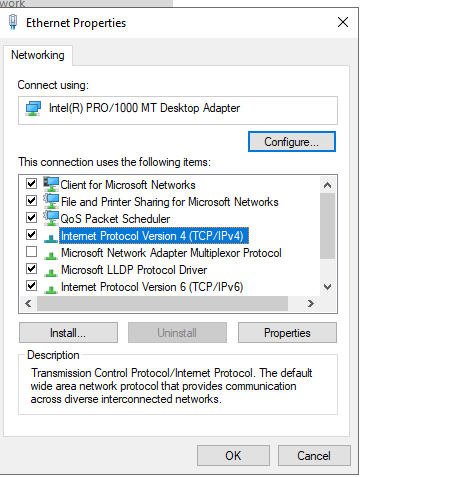 work
Ethernet Properties
Networking
Connect using:
Intel(R) PRO/1000 MT Desktop Adapter
Configure...
This connection uses the following items:
Client for Microsoft Networks
File and Printer Sharing for Microsoft Networks
QoS Packet Scheduler
Internet Protocol Version 4 (TCP/IPv4)
Microsoft Network Adapter Multiplexor Protocol
Microsoft LLDP Protocol Driver
Internet Protocol Version 6 (TCP/IPv6)
Install...
Uninstall
Properties
Description
Transmission Control Protocol/Internet Protocol. The default
wide area network protocol that provides communication
across diverse interconnected networks.
OK
Cancel